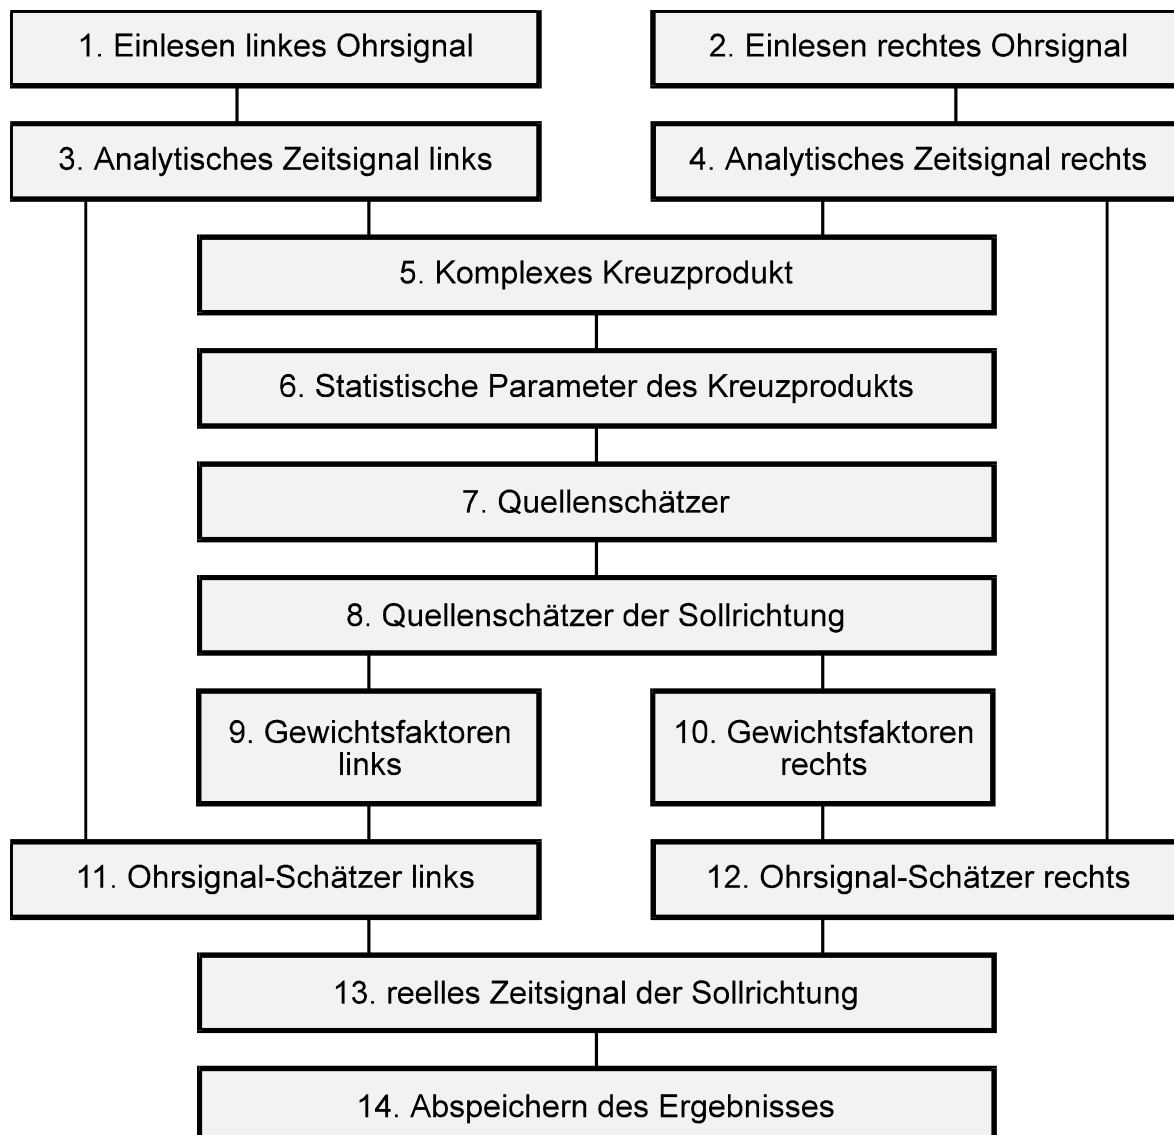 1. Einlesen linkes Ohrsignal
2. Einlesen rechtes Ohrsignal
3. Analytisches Zeitsignal links
4. Analytisches Zeitsignal rechts
5. Komplexes Kreuzprodukt
6. Statistische Parameter des Kreuzprodukts
7. Quellenschätzer
8. Quellenschätzer der Sollrichtung
9. Gewichtsfaktoren
links
10. Gewichtsfaktoren
rechts
11. Ohrsignal-Schätzer links
12. Ohrsignal-Schätzer rechts
13. reelles Zeitsignal der Sollrichtung
14. Abspeichern des Ergebnisses